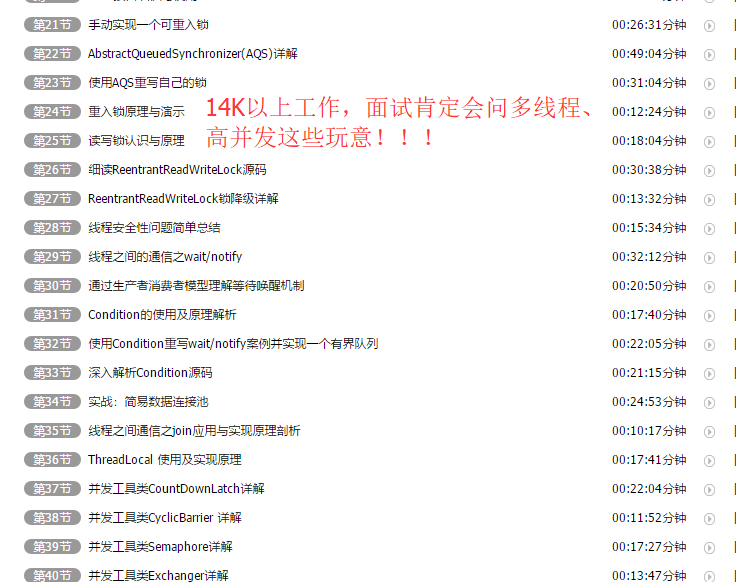 第21节 手动实现一个可重入锁 00:26:31分钟
第22节 AbstractQueuedSynchronizer(AQS)详解 00:49:04分钟
第23节 使用AQS重写自己的锁 00:31:04分钟
14K以上工作，面试肯定会问多线程、
第24节 重入锁原理与演示 00:12:24分钟
高并发这些玩意！！！
第25节 读写锁认识与原理 00:18:04分钟
第26节 细读ReentrantReadWriteLock源码 00:30:38分钟
第27节 ReentrantReadWriteLock锁降级详解 00:13:32分钟
第28节 线程安全性问题简单总结 00:15:34分钟
第29节 线程之间的通信之wait/notify 00:32:12分钟
第30节 通过生产者消费者模型理解等待唤醒机制 00:20:50分钟
第31节 Condition的使用及原理解析 00:17:40分钟
第32节 使用Condition重写wait/notify案例并实现一个有界队列 00:22:05分钟
第33节 深入解析Condition源码 00:21:15分钟
第34节 实战：简易数据连接池 00:24:53分钟
第35节 线程之间通信之join应用与实现原理剖析 00:10:17分钟
第36节 ThreadLocal 使用及实现原理 00:17:41分钟
第37节 并发工具类CountDownLatch详解 00:22:04分钟
第38节 并发工具类CyclicBarrier 详解 00:11:52分钟
第39节 并发工具类Semaphore详解 00:17:27分钟
第40节 并发工具类Exchanger详解 00:13:47分钟